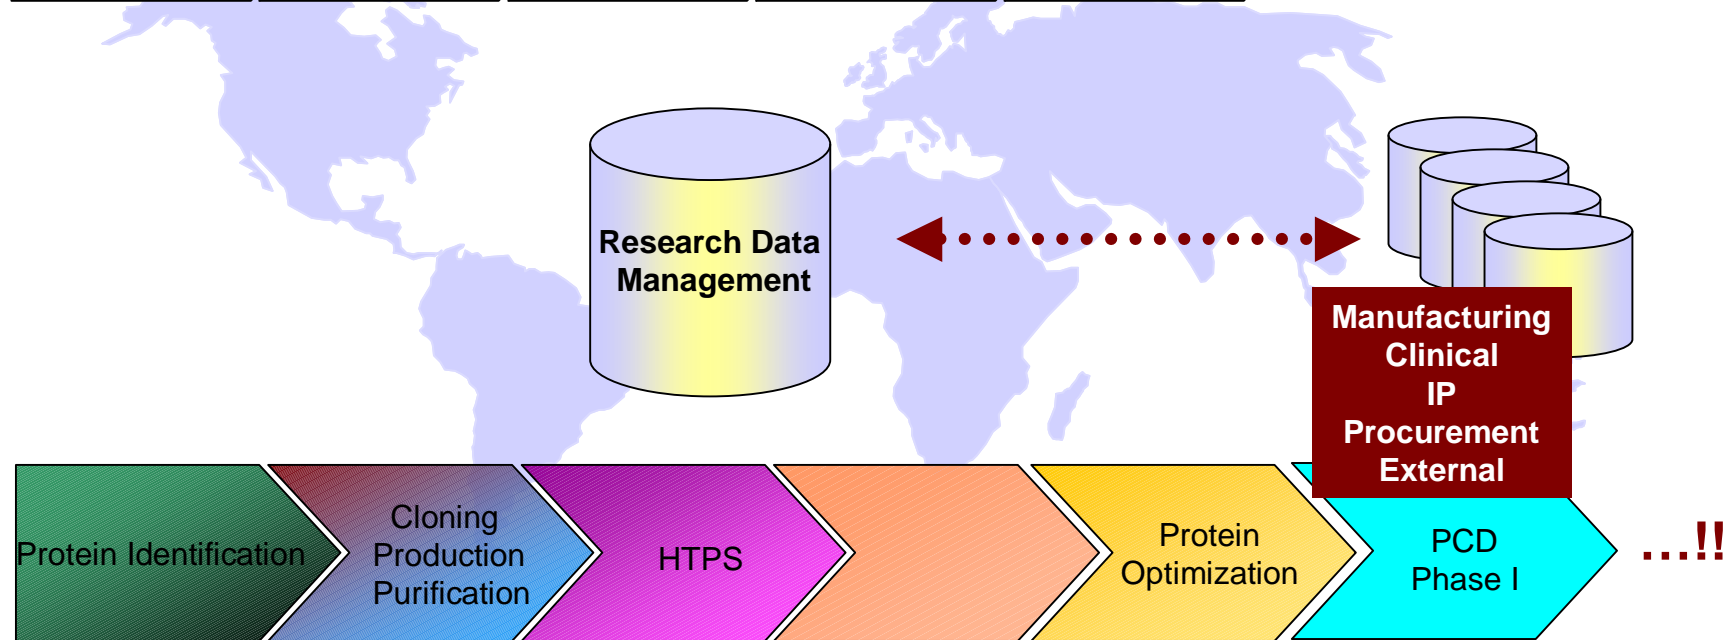 Research Data
Management
Manufacturing
Clinical
IP
Procurement
External
Protein Identification
Cloning
Production
Purification
HTPS
Protein
Optimization
PCD
Phase I
...!!